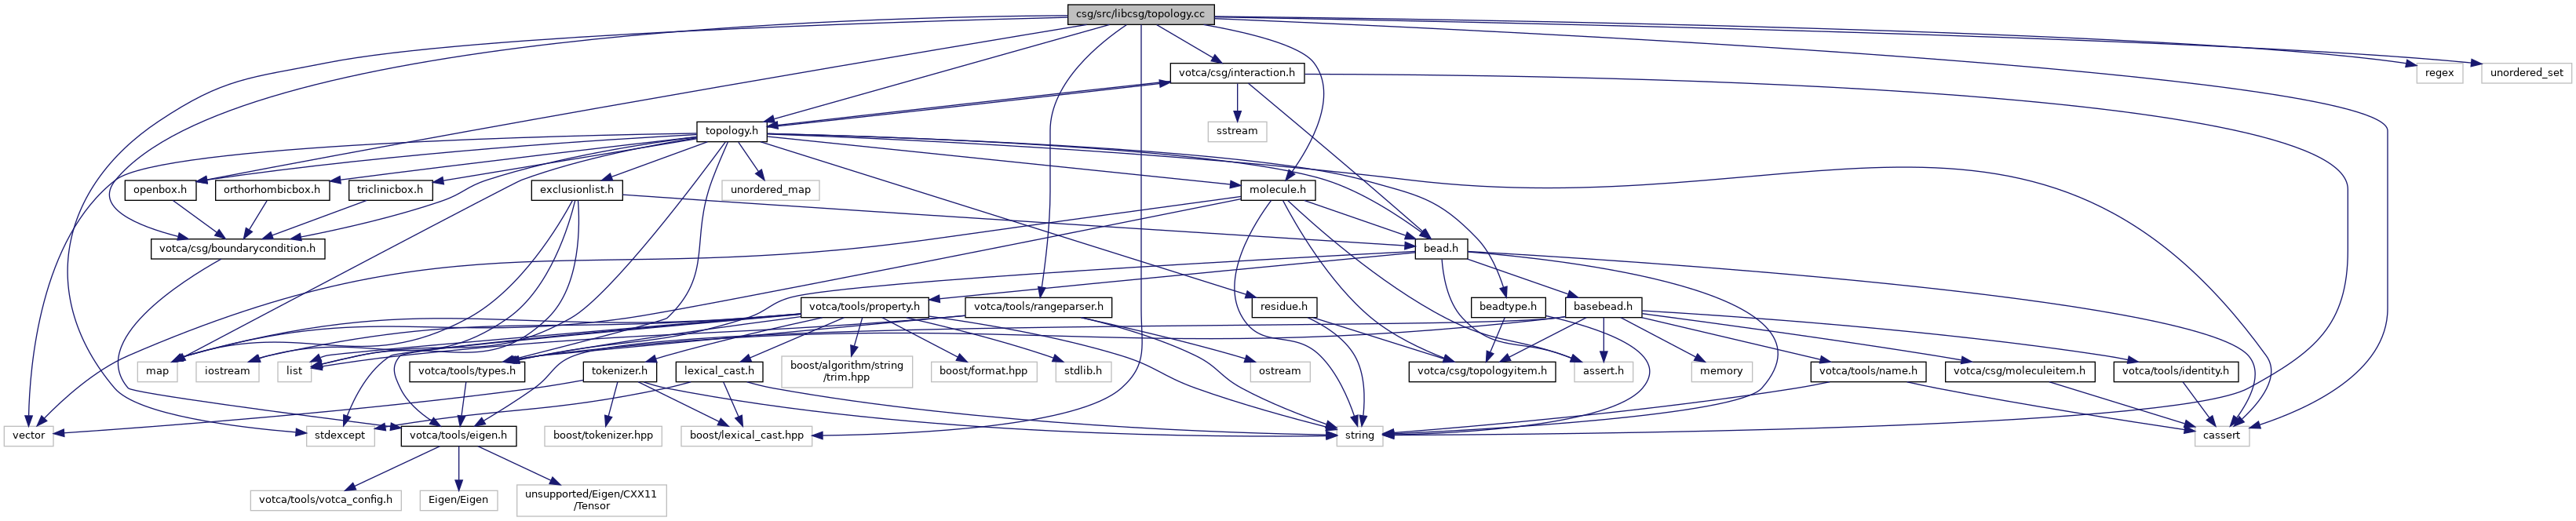 csg/src/libcsg/topology.cc
votca/csg/interaction.h
regex
unordered_set
topology.h
sstream
openbox.h
orthorhombicbox.h
triclinicbox.h
exclusionlist.h
unordered_map
molecule.h
votca/csg/boundarycondition.h
bead.h
votca/tools/property.h
votca/tools/rangeparser.h
residue.h
beadtype.h
basebead.h
map
iostream
list
votca/tools/types.h
tokenizer.h
lexical_cast.h
boost/algorithm/string
/trim.hpp
boost/format.hpp
stdlib.h
ostream
votca/csg/topologyitem.h
assert.h
memory
votca/tools/name.h
votca/csg/moleculeitem.h
votca/tools/identity.h
vector
stdexcept
votca/tools/eigen.h
boost/tokenizer.hpp
boost/lexical_cast.hpp
string
cassert
votca/tools/votca_config.h
Eigen/Eigen
unsupported/Eigen/CXX11
/Tensor